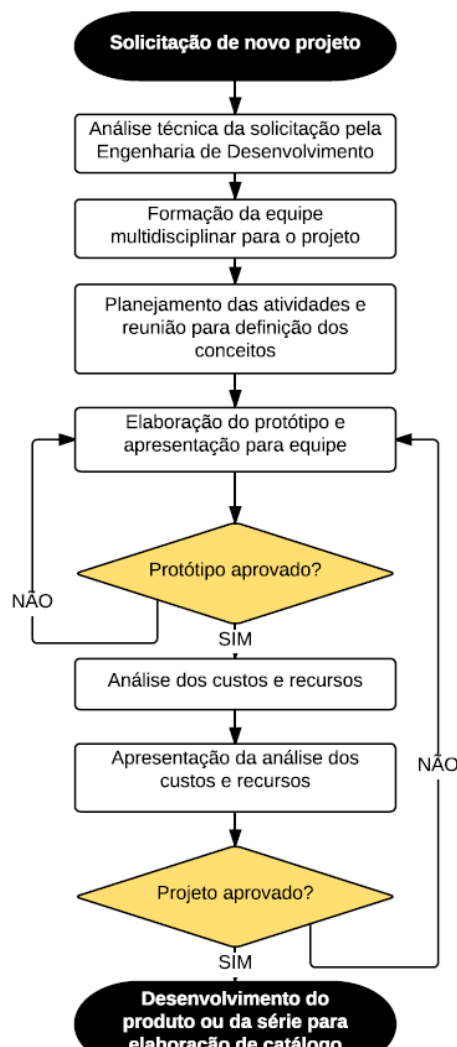 Solicitação de novo projeto
Análise técnica da solicitação pela
Engenharia de Desenvolvimento
Formação da equipe
multidisciplinar para o projeto
Planejamento das atividades e
reunião para definição dos
conceitos
Elaboração do protótipo e
apresentação para equipe
Protótipo aprovado?
NÃO
SIM
Análise dos custos e recursos
Apresentação da análise dos
custos e recursos
NÃO
Projeto aprovado?
SIM
Desenvolvimento do
produto ou da série para
elaboração de catálogo